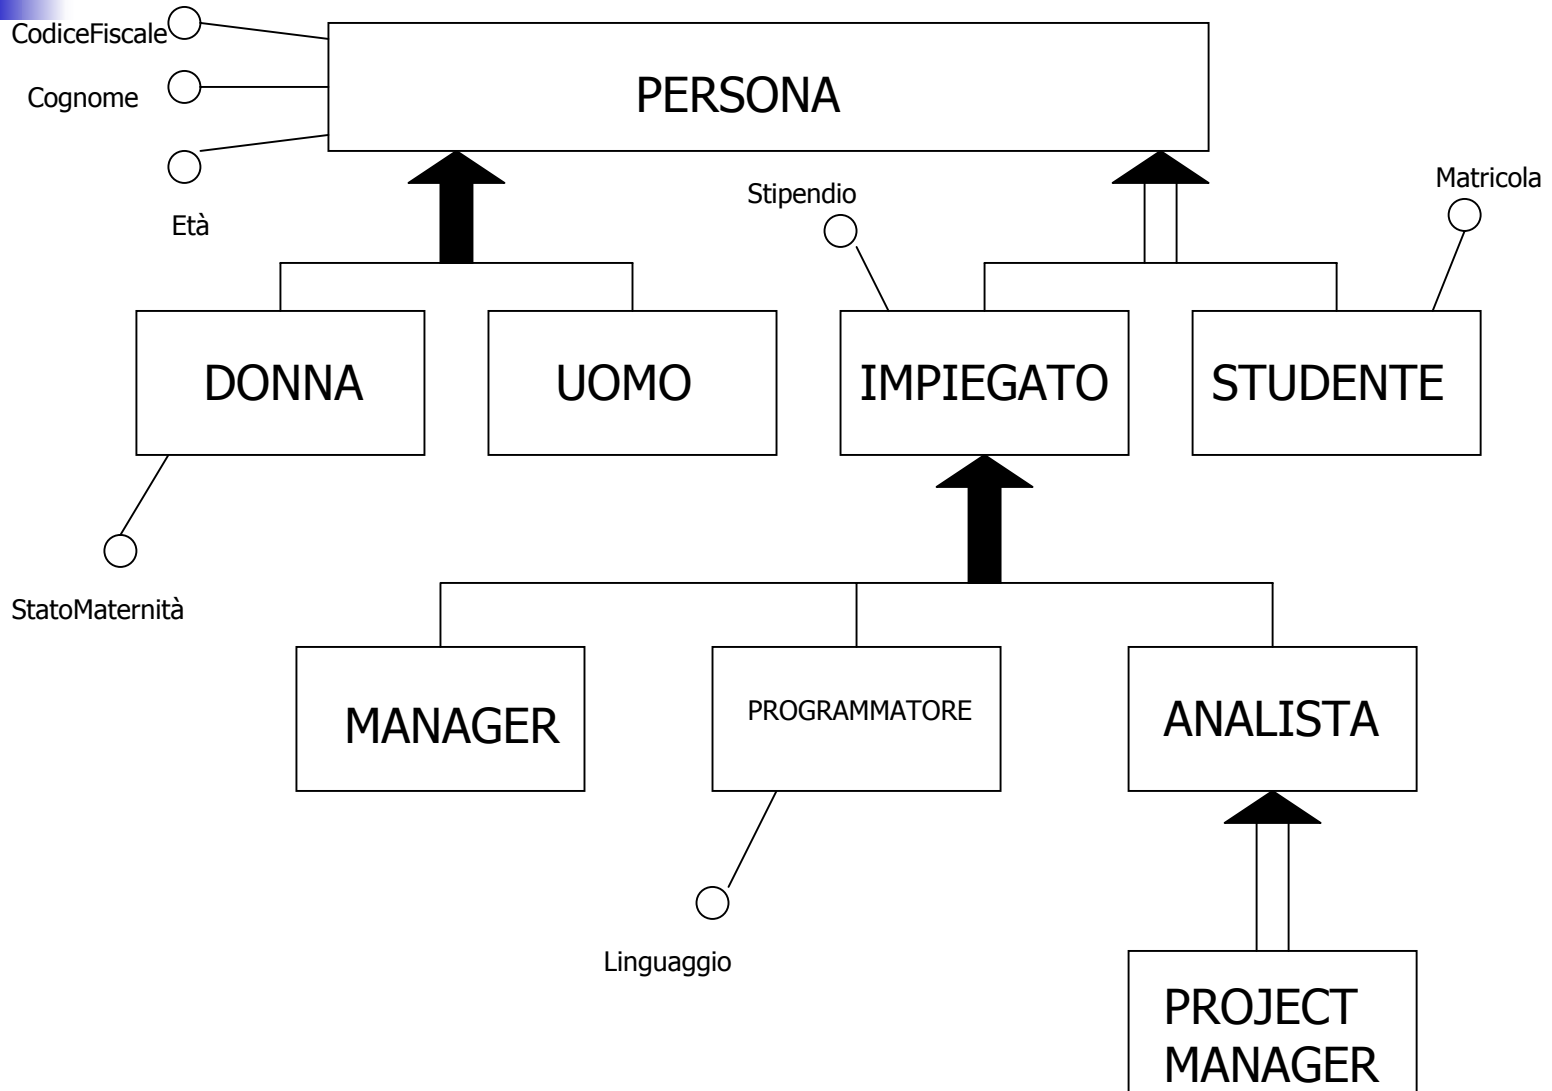 CodiceFiscale
PERSONA
Cognome
Età
Stipendio
Matricola
DONNA
UOMO
IMPIEGATO
STUDENTE
StatoMaternità
MANAGER
PROGRAMMATORE
ANALISTA
Linguaggio
PROJECT
MANAGER